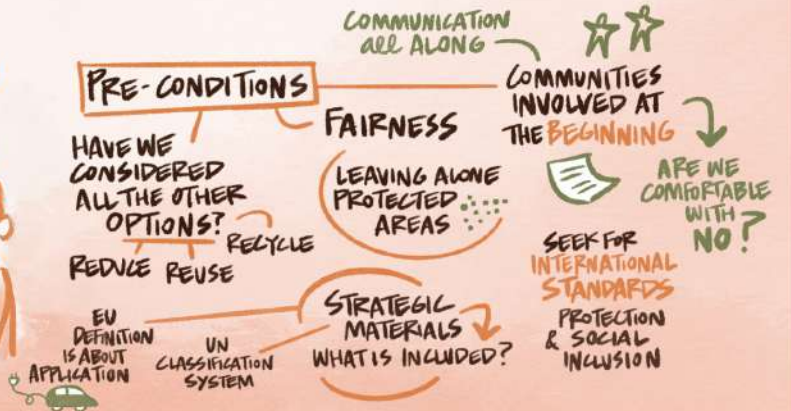 COMMUNICATION
all ALONG
PRE-CONDITIONS
COMMUNITIES
INVOLVED AT
THE BEGINNING
FAIRNESS
HAVE WE
CONSIDERED
ALL THE OTHER
OPTIONS?
REDUCE
REUSE
RECYCLE
LEAVING ALONE
PROTECTED
AREAS
ARE WE
COMFORTABLE
WITH
NO?
SEEK FOR
INTERNATIONAL
STANDARDS
PROTECTION
& SOCIAL
INCLUSION
STRATEGIC
MATERIALS
WHAT IS INCLUDED?
EU
DEFINITION
IS ABOUT
APPLICATION
UN
CLASSIFICATION
SYSTEM